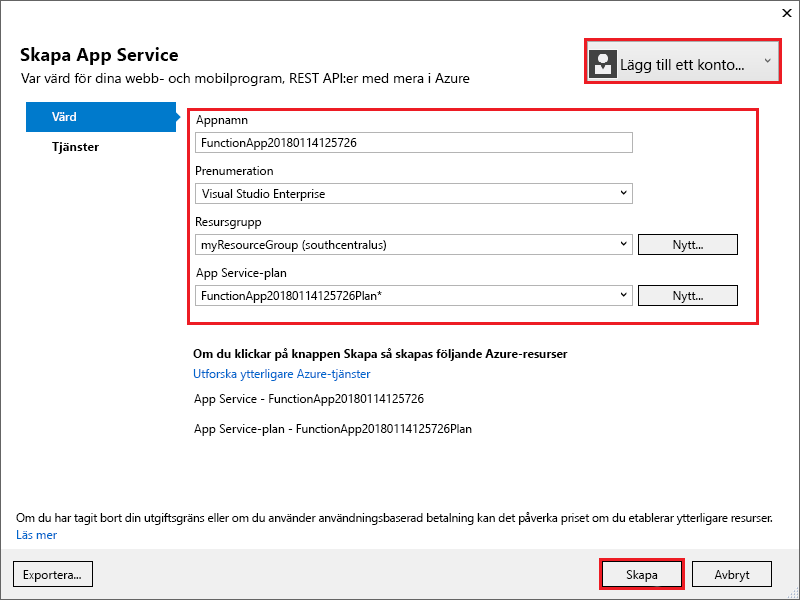 Skapa App Service
Var värd för dina webb- och mobilprogram, REST API:er med mera i Azure
Lägg till ett konto...
Värd
Tjänster
Appnamn
FunctionApp20180114125726
Prenumeration
Visual Studio Enterprise
Resursgrupp
myResourceGroup (southcentralus)
Nytt...
App Service-plan
FunctionApp20180114125726Plan*
Nytt...
Om du klickar på knappen Skapa så skapas följande Azure-resurser
Utforska ytterligare Azure-tjänster
App Service - FunctionApp20180114125726
App Service-plan - FunctionApp20180114125726Plan
Om du har tagit bort din utgiftsgräns eller om du använder användningsbaserad betalning kan det påverka priset om du etablerar ytterligare resurser.
Läs mer
Exportera...
Skapa
Avbryt